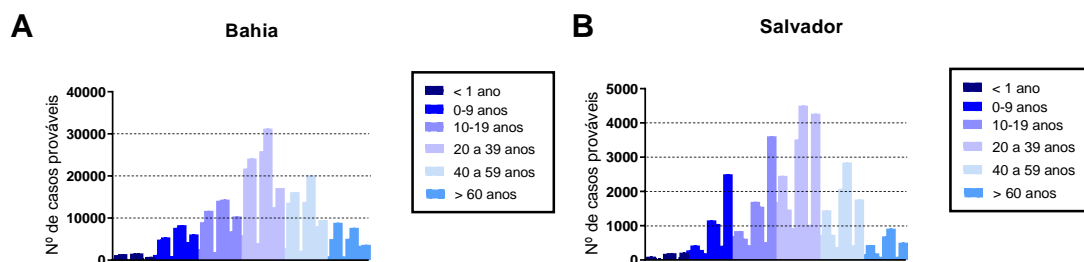 A
Bahia
Nº de casos prováveis
40000
30000
20000
10000
0
< 1 ano
0-9 anos
10-19 anos
20 a 39 anos
40 a 59 anos
> 60 anos
B
Salvador
Nº de casos prováveis
5000
4000
3000
2000
1000
0
< 1 ano
0-9 anos
10-19 anos
20 a 39 anos
40 a 59 anos
> 60 anos